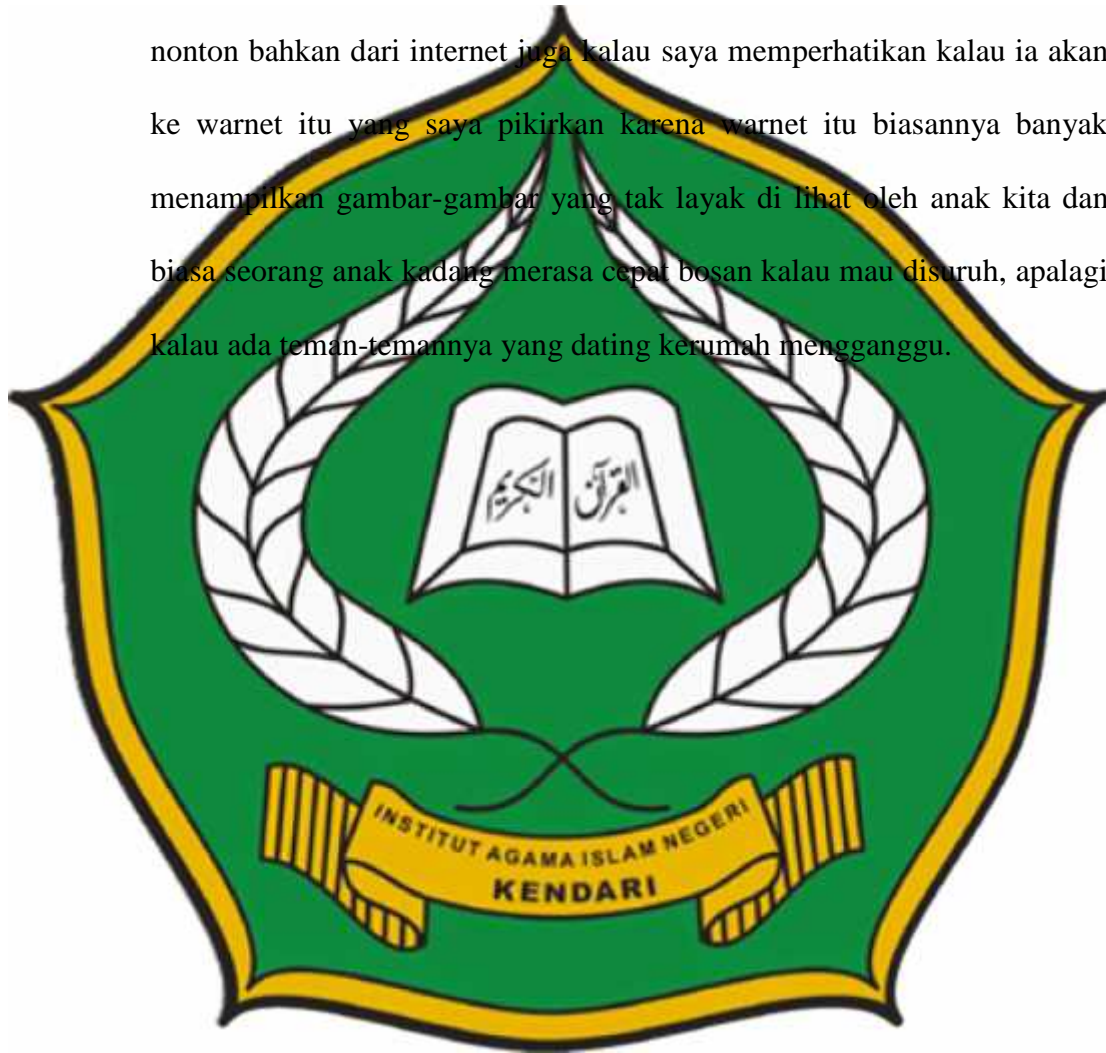 nonton bahkan dari internet juga kalau saya memperhatikan kalau ia akan
ke warnet itu yang saya pikirkan karena warnet itu biasannya banyak
menampilkan gambar-gambar yang tak layak di lihat oleh anak kita dan
biasa seorang anak kadang merasa cepat bosan kalau mau disuruh, apalagi
kalau ada teman-temannya yang dating kerumah mengganggu.
القرآن الكريم
INSTITUT AGAMA ISLAM NEGERI
KENDARI